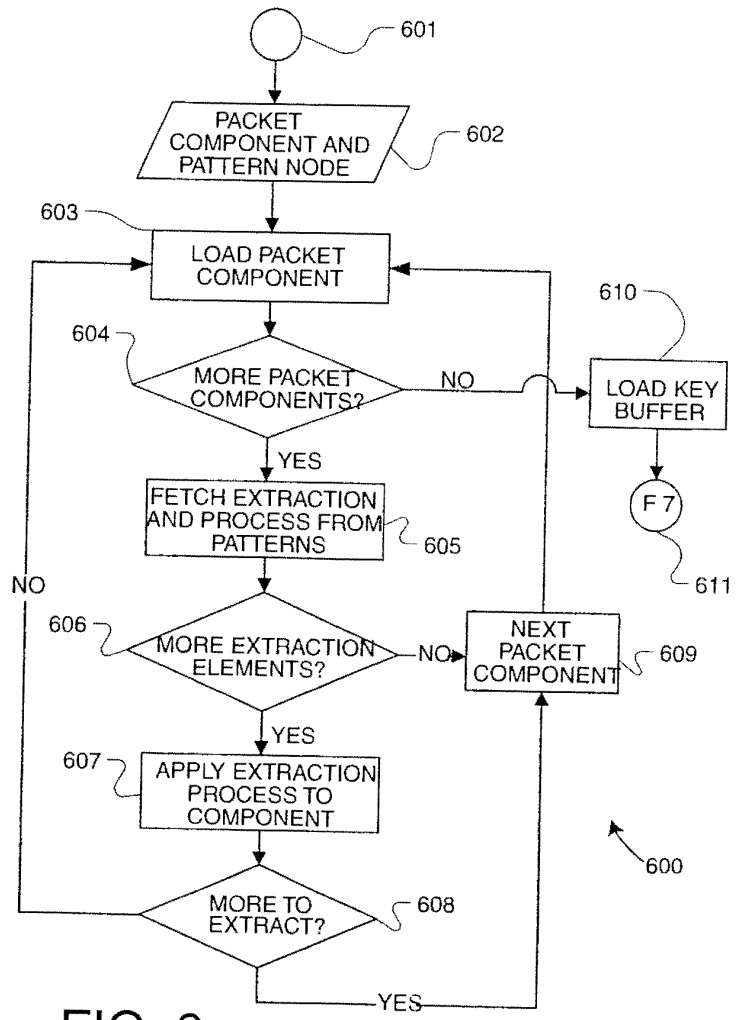 601
PACKET
COMPONENT AND
PATTERN NODE
602
603
LOAD PACKET
COMPONENT
604
MORE PACKET
COMPONENTS?
NO
610
LOAD KEY
BUFFER
YES
FETCH EXTRACTION
AND PROCESS FROM
PATTERNS
605
F 7
611
NO
606
MORE EXTRACTION
ELEMENTS?
NO
NEXT
PACKET
COMPONENT
609
YES
607
APPLY EXTRACTION
PROCESS TO
COMPONENT
600
MORE TO
EXTRACT?
608
YES
FIG.